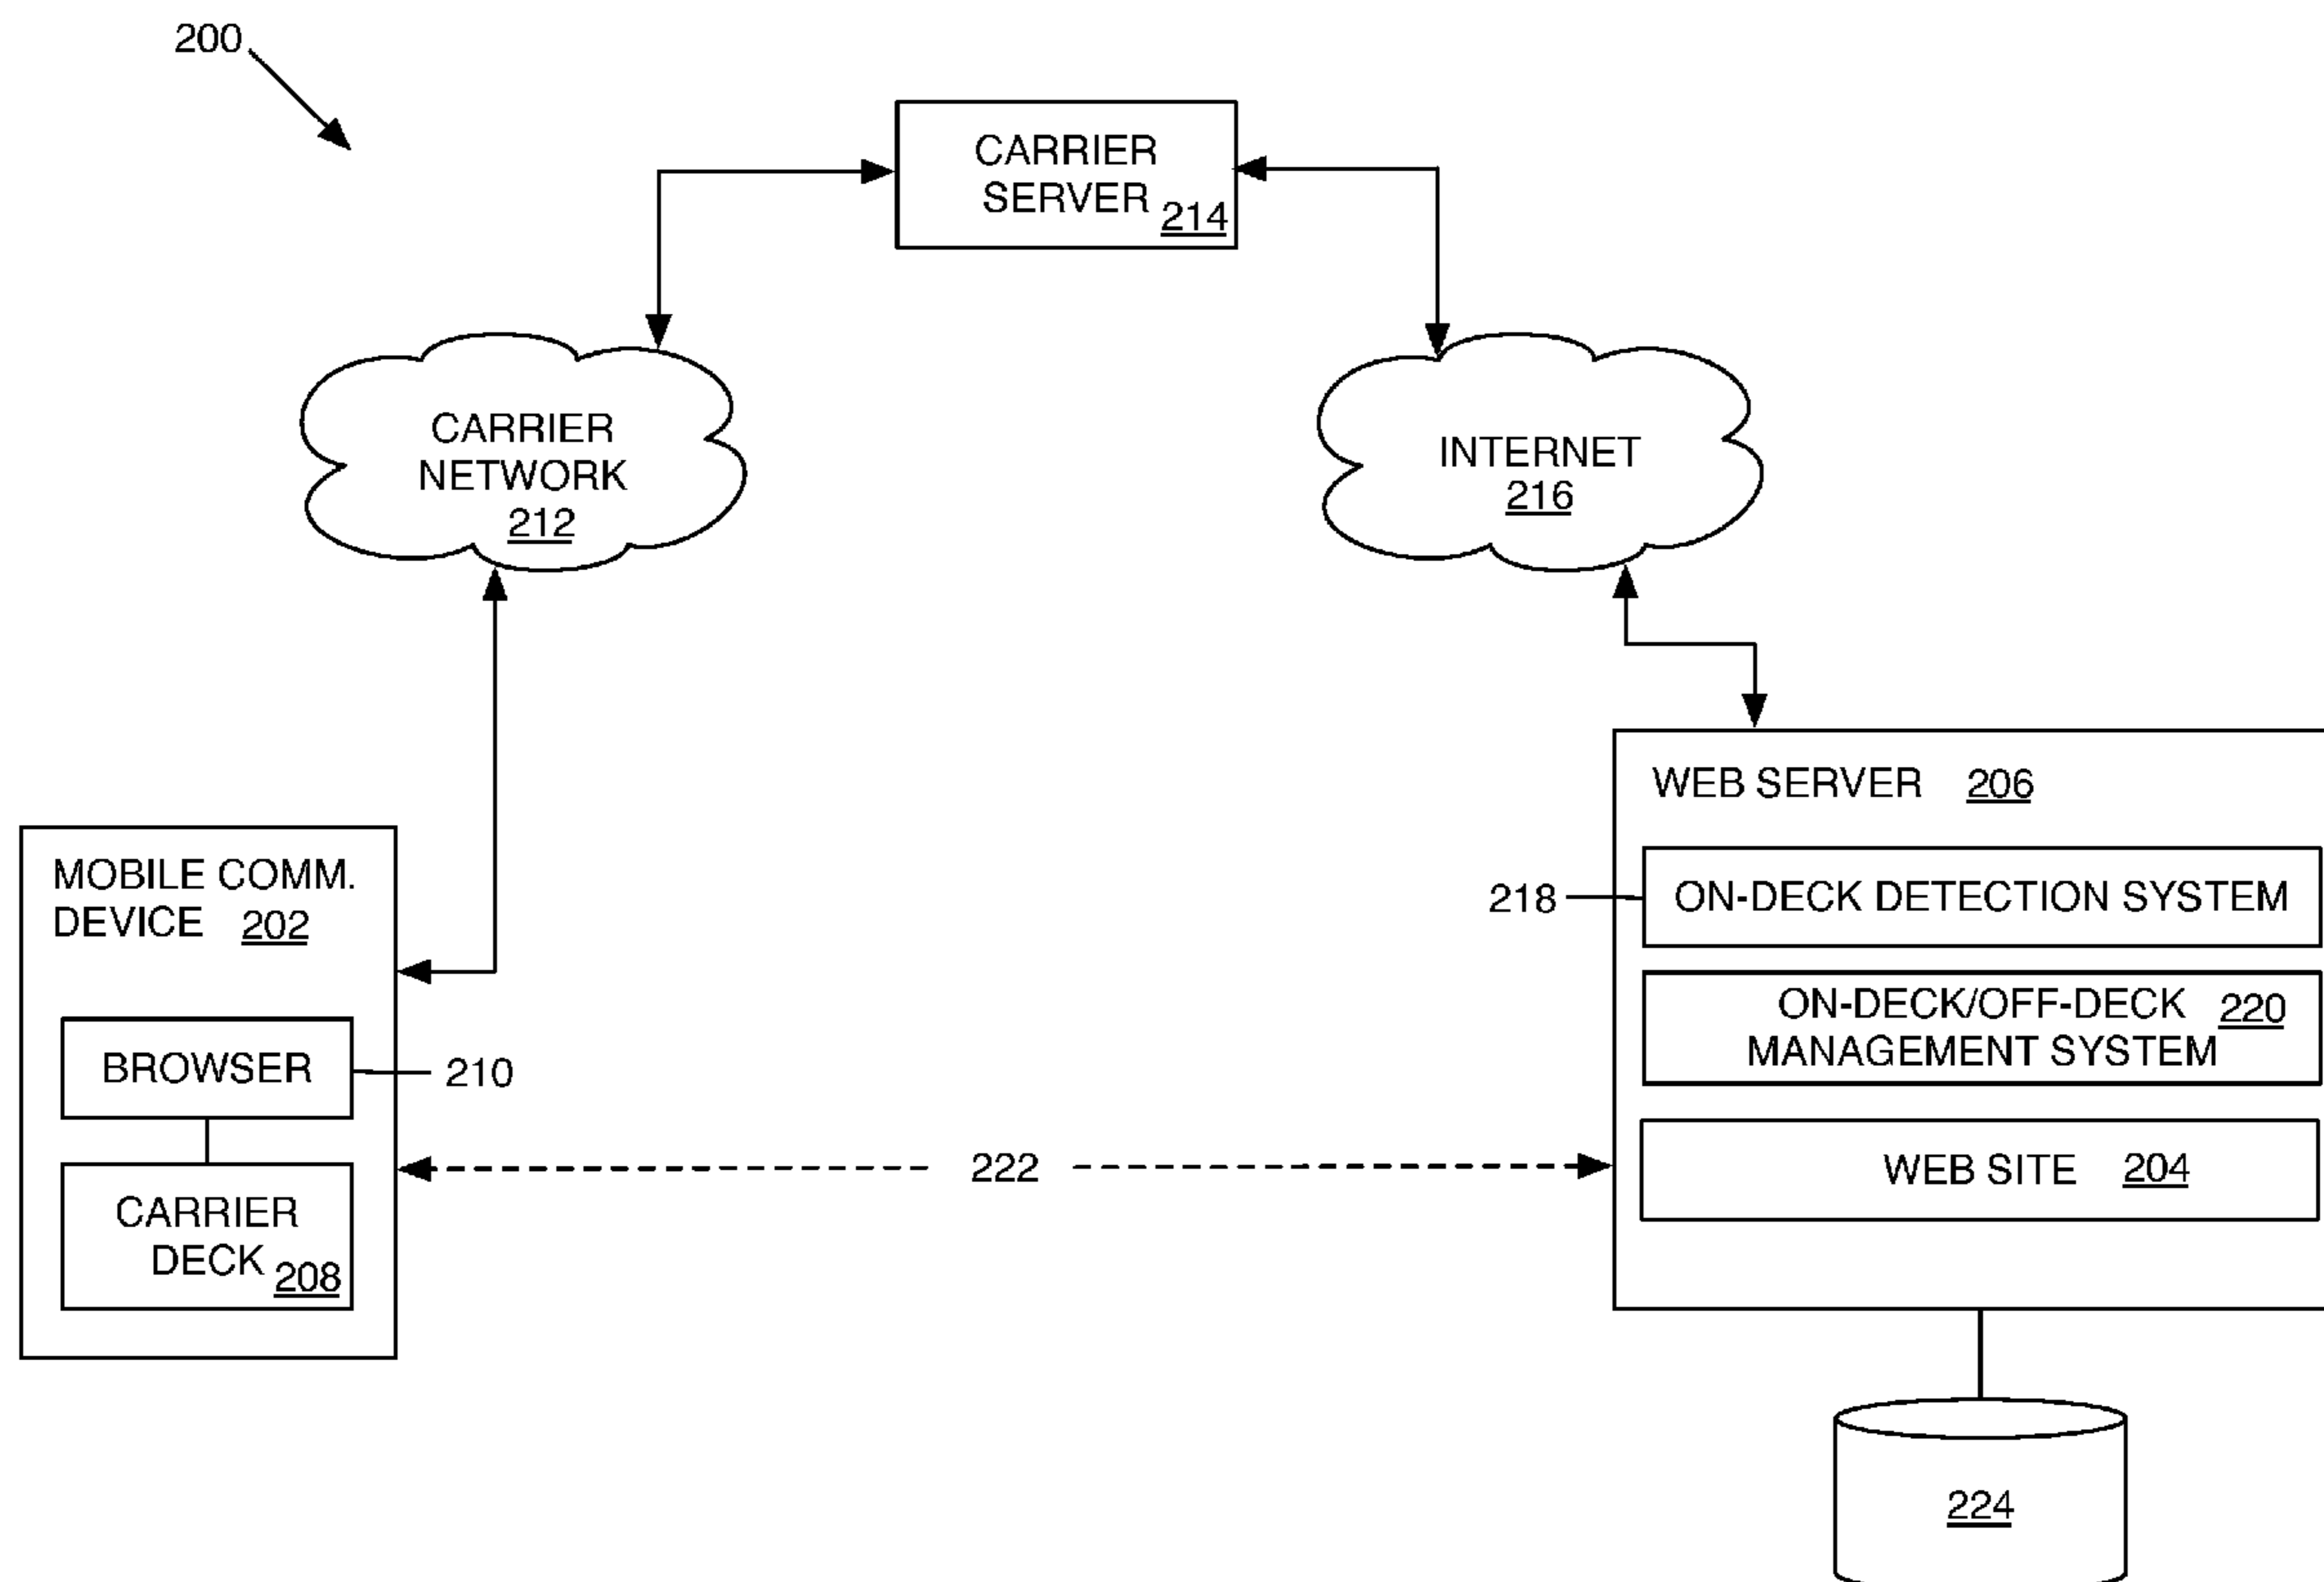 200
CARRIER
SERVER 214
CARRIER
NETWORK
212
INTERNET
216
WEB SERVER 206
218
ON-DECK DETECTION SYSTEM
ON-DECK/OFF-DECK 220
MANAGEMENT SYSTEM
WEB SITE 204
MOBILE COMM.
DEVICE 202
BROWSER
210
CARRIER
DECK 208
222
224